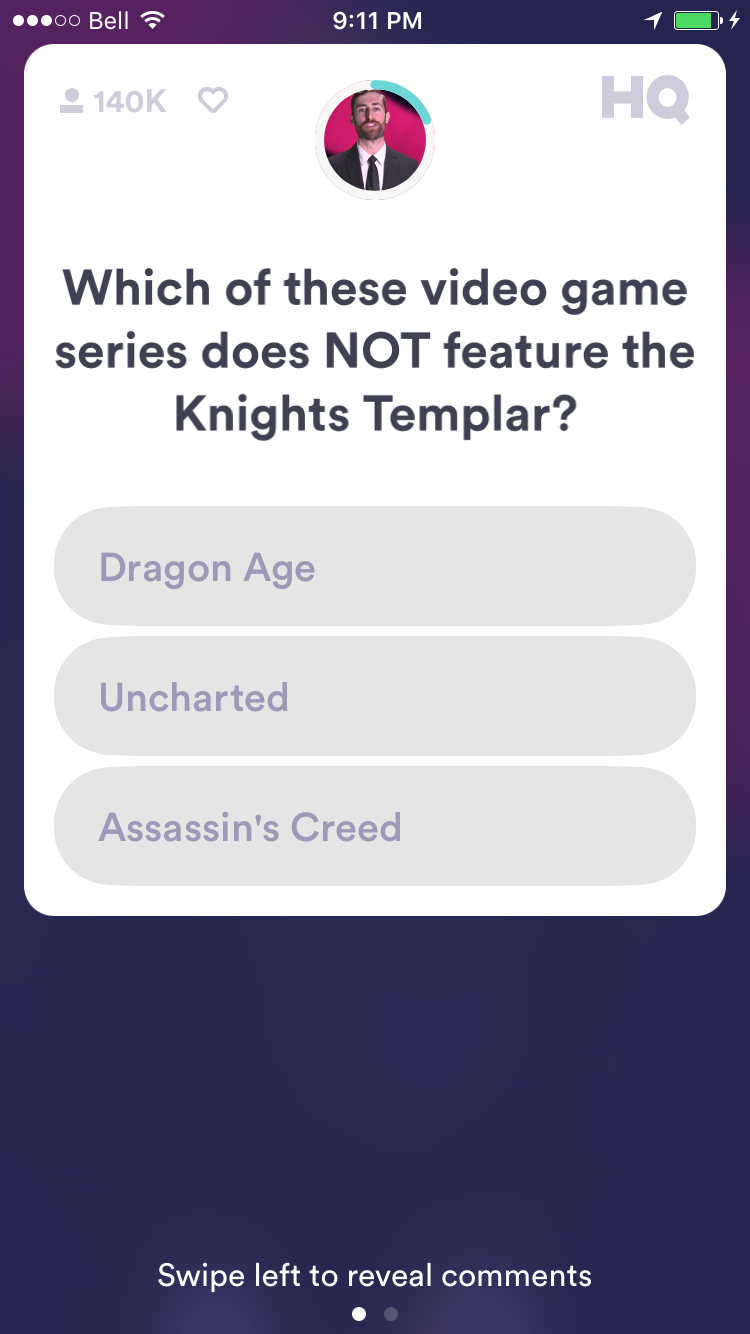 Bell 9:11 PM
140K HQ
Which of these video game
series does NOT feature the
Knights Templar?
Dragon Age
Uncharted
Assassin's Creed
Swipe left to reveal comments